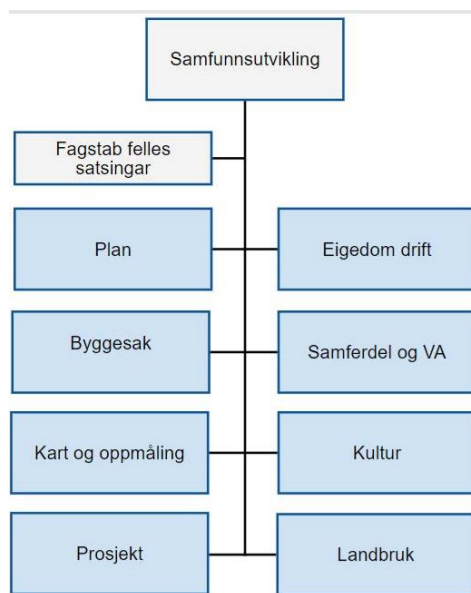 Samfunnsutvikling
Fagstab felles
satsingar
Plan
Eigedom drift
Byggesak
Samferdel og VA
Kart og oppmåling
Kultur
Prosjekt
Landbruk